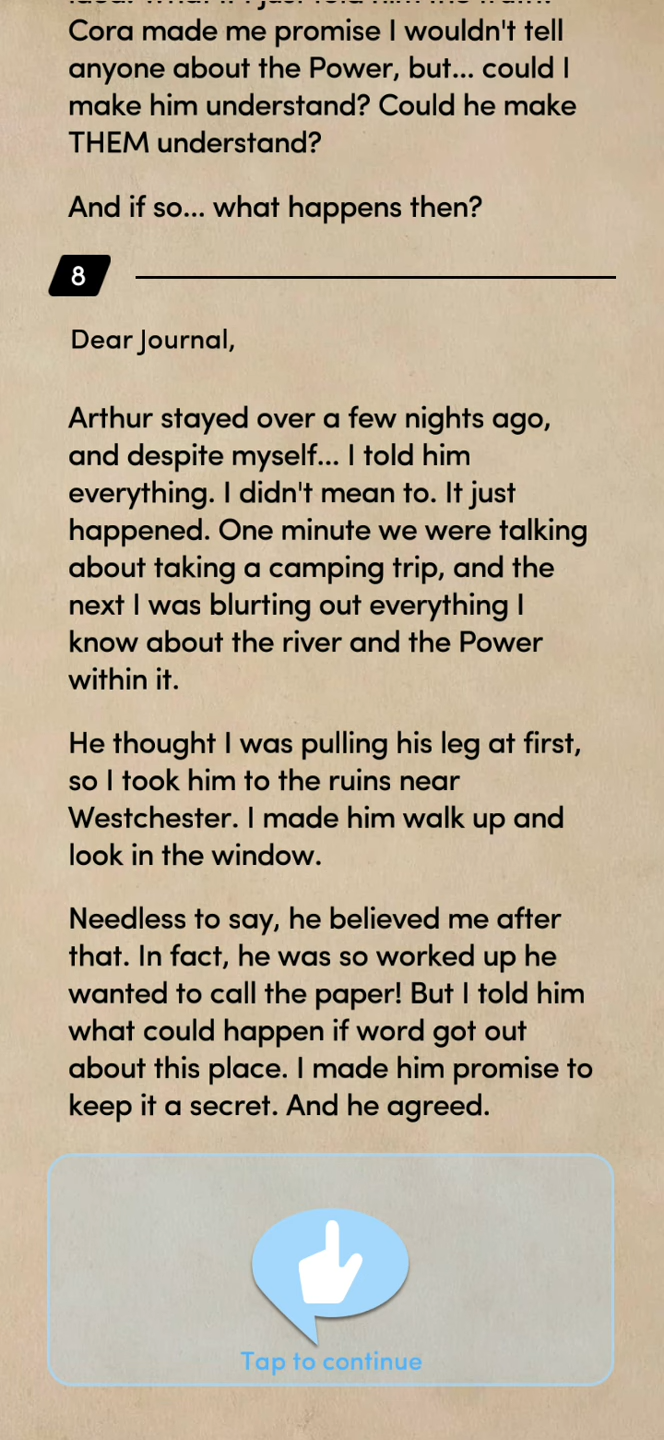 Cora made me promise I wouldn't tell
anyone about the Power, but... could I
make him understand? Could he make
THEM understand?
And if so... what happens then?
8
Dear Journal,
Arthur stayed over a few nights ago,
and despite myself... I told him
everything. I didn't mean to. It just
happened. One minute we were talking
about taking a camping trip, and the
next I was blurting out everything I
know about the river and the Power
within it.
He thought I was pulling his leg at first,
so I took him to the ruins near
Westchester. I made him walk up and
look in the window.
Needless to say, he believed me after
that. In fact, he was so worked up he
wanted to call the paper! But I told him
what could happen if word got out
about this place. I made him promise to
keep it a secret. And he agreed.
Tap to continue